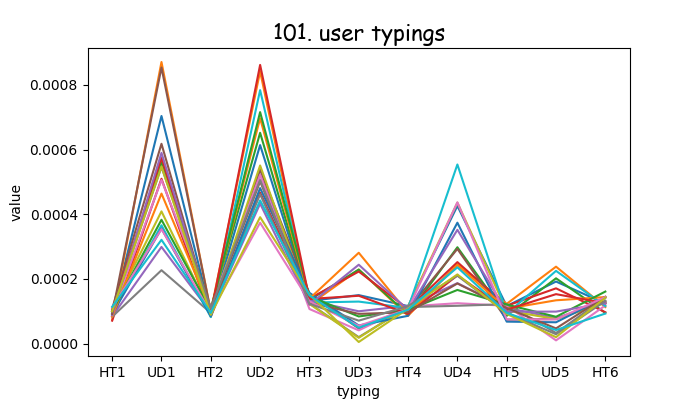 101. user typings
value
0.0008
0.0006
0.0004
0.0002
0.0000
HT1 UD1 HT2 UD2 HT3 UD3 HT4 UD4 HT5 UD5 HT6
typing